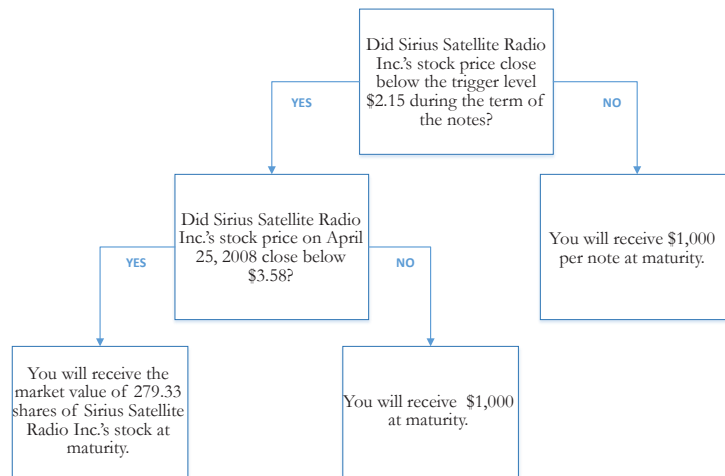 Did Sirius Satellite Radio
Inc.'s stock price close
below the trigger level
$2.15 during the term of
the notes?
YES
NO
Did Sirius Satellite Radio
Inc.'s stock price on April
25, 2008 close below
$3.58?
You will receive $1,000
per note at maturity.
YES
NO
You will receive the
market value of 279.33
shares of Sirius Satellite
Radio Inc.'s stock at
maturity.
You will receive $1,000
at maturity.